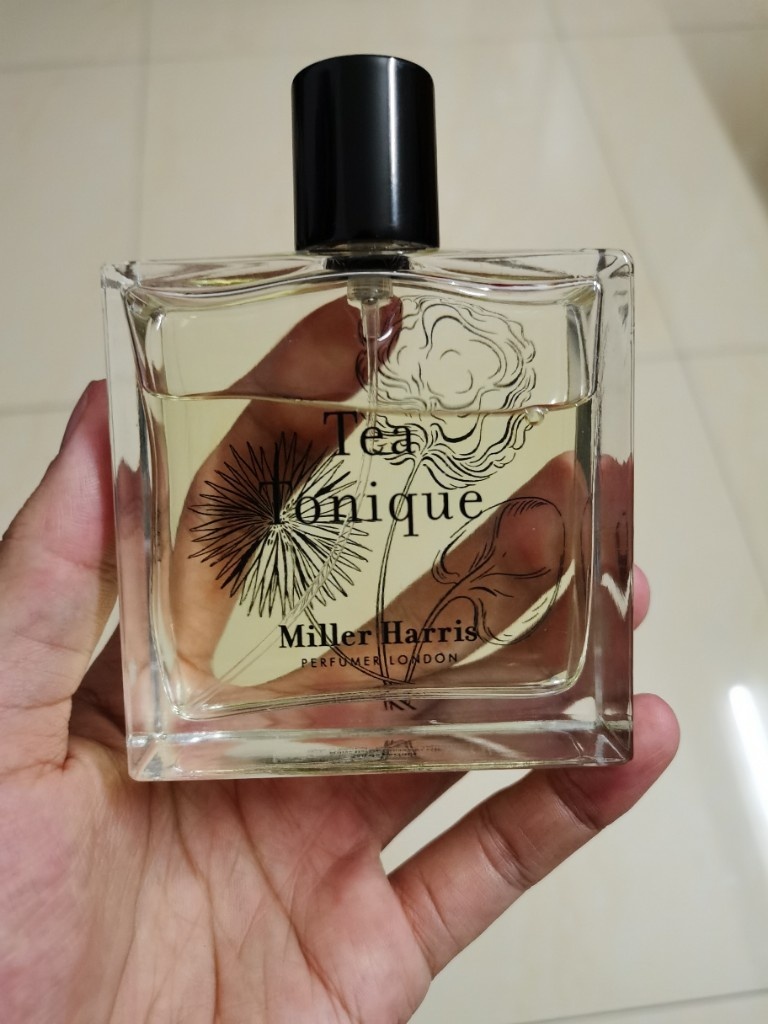 Tea
Tonique
Miller Harris
PERFUMER LONDON